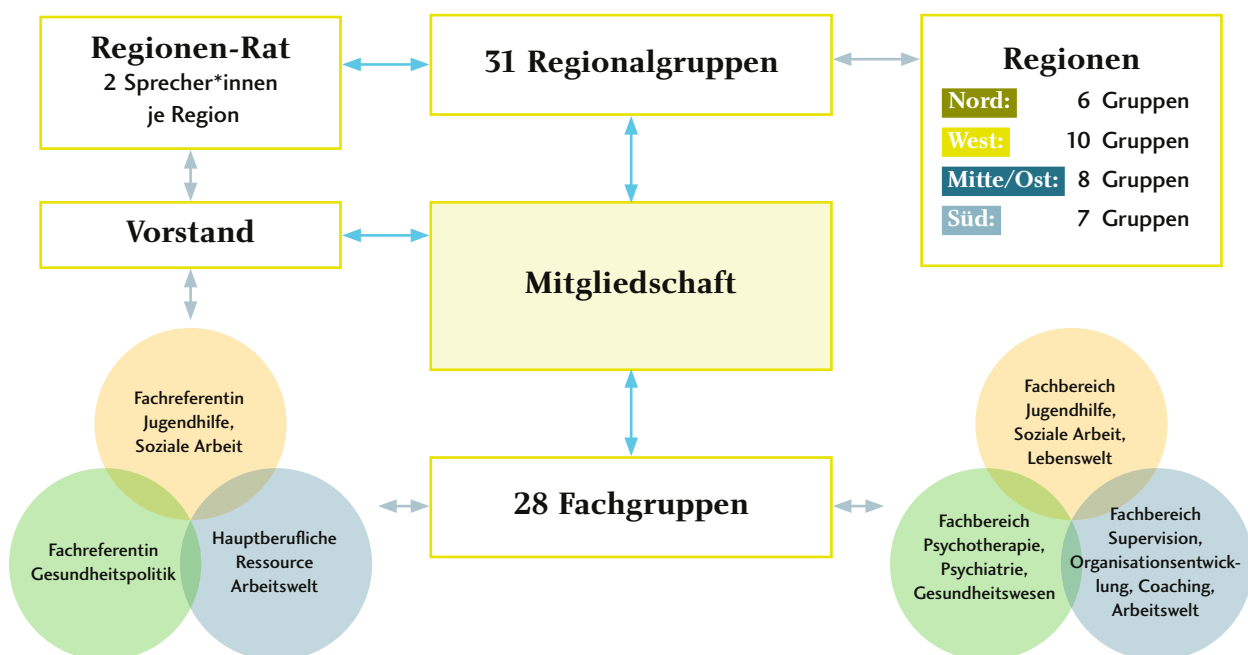 Regionen-Rat
2 Sprecher*innen
je Region
31 Regionalgruppen
Regionen
Nord: 6 Gruppen
West: 10 Gruppen
Mitte/Ost: 8 Gruppen
Süd: 7 Gruppen
Vorstand
Mitgliedschaft
Fachreferentin
Jugendhilfe,
Soziale Arbeit
Fachreferentin
Gesundheitspolitik
Hauptberufliche
Ressource
Arbeitswelt
28 Fachgruppen
Fachbereich
Jugendhilfe,
Soziale Arbeit,
Lebenswelt
Fachbereich
Psychotherapie,
Psychiatrie,
Gesundheitswesen
Fachbereich
Supervision,
Organisationsentwick-
lung, Coaching,
Arbeitswelt